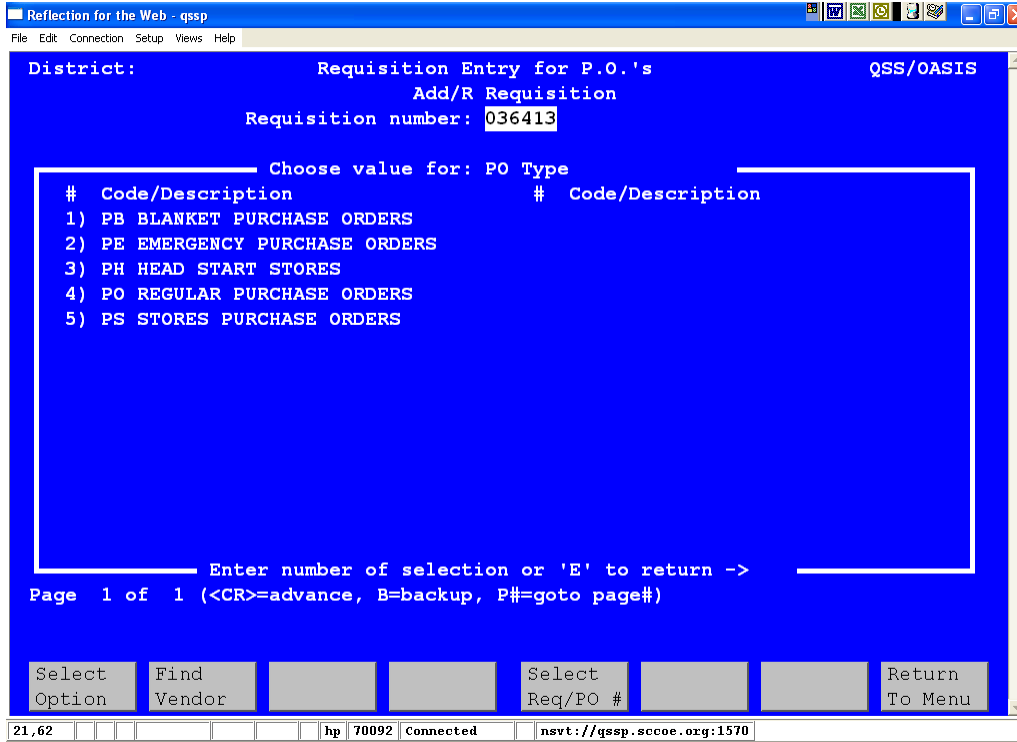 Reflection for the Web - qssp
File Edit Connection Setup Views Help
District: Requisition Entry for P.O.'s QSS/OASIS
Add/R Requisition
Requisition number: 036413
Choose value for: PO Type
# Code/Description # Code/Description
1) PB BLANKET PURCHASE ORDERS
2) PE EMERGENCY PURCHASE ORDERS
3) PH HEAD START STORES
4) PO REGULAR PURCHASE ORDERS
5) PS STORES PURCHASE ORDERS
Enter number of selection or 'E' to return ->
Page 1 of 1 (<CR>=advance, B=backup, P#=goto page#)
Select Find Select Return
Option Vendor Req/PO # To Menu
21,62 hp 70092 Connected nsvt://qssp.sccoe.org:1570